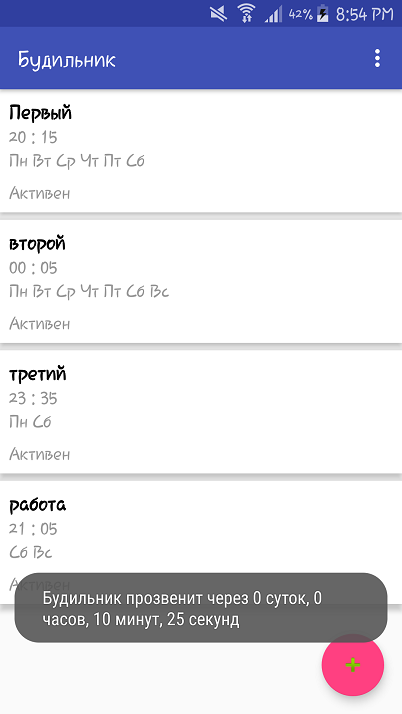 42% 8:54 PM
Будильник
Первый
20 : 15
Пн Вт Ср Чт Пт Сб
Активен
второй
00 : 05
Пн Вт Ср Чт Пт Сб Вс
Активен
третий
23 : 35
Пн Сб
Активен
работа
21 : 05
Сб Вс
Активен
Будильник прозвенит через 0 суток, 0
часов, 10 минут, 25 секунд
+